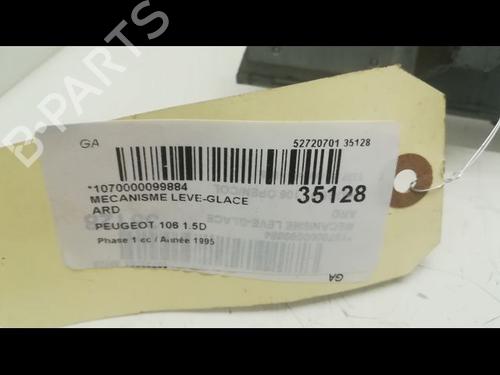 GA
52720701 35128
*1070000099884
35128
MECANISME LEVE-GLACE
ARD
PEUGEOT 106 1.5D
Phase 1 cc / Année 1995
GA
B-Parts